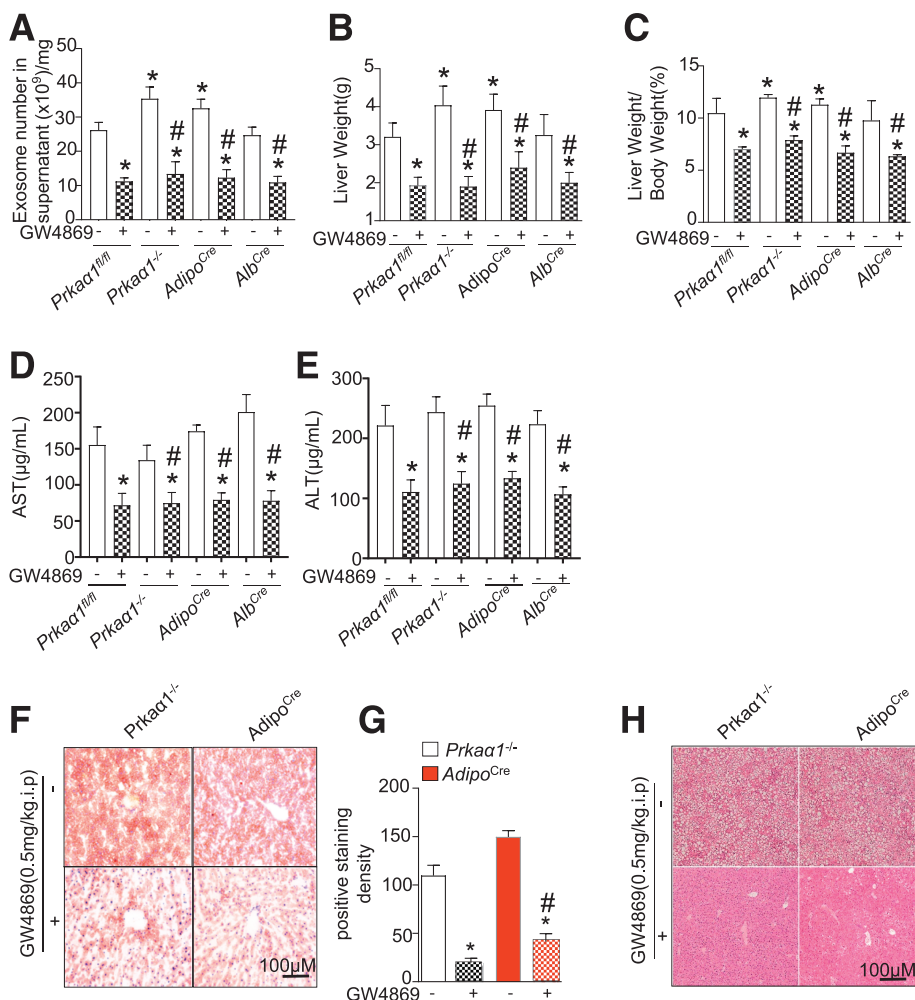 A
Exosome number in
supernatant (x10⁹)/mg
50
40
30
20
10
0
* * * # * # * # *
GW4869 - + - + - + - +
Prkaα1fl/fl Prkaα1-/- AdipoCre AlbCre
B
Liver Weight(g)
5
4
3
2
1
* * # * * # * # *
GW4869 - + - + - + - +
Prkaα1fl/fl Prkaα1-/- AdipoCre AlbCre
C
Liver Weight/
Body Weight(%)
15
10
5
0
* * # * * # * # *
GW4869 - + - + - + - +
Prkaα1fl/fl Prkaα1-/- AdipoCre AlbCre
D
AST(µg/mL)
250
200
150
100
50
0
* # * # * # *
GW4869 - + - + - + - +
Prkaα1fl/fl Prkaα1-/- AdipoCre AlbCre
E
ALT(µg/mL)
300
200
100
0
* # * # * # *
GW4869 - + - + - + - +
Prkaα1fl/fl Prkaα1-/- AdipoCre AlbCre
F
Prkaα1-/- AdipoCre
GW4869(0.5mg/kg.i.p)
-
+
100µM
G
Prkaα1-/-
AdipoCre
positive staining
density
200
150
100
50
0
* # *
GW4869 - + - +
H
Prkaα1-/- AdipoCre
GW4869(0.5mg/kg.i.p)
-
+
100µM